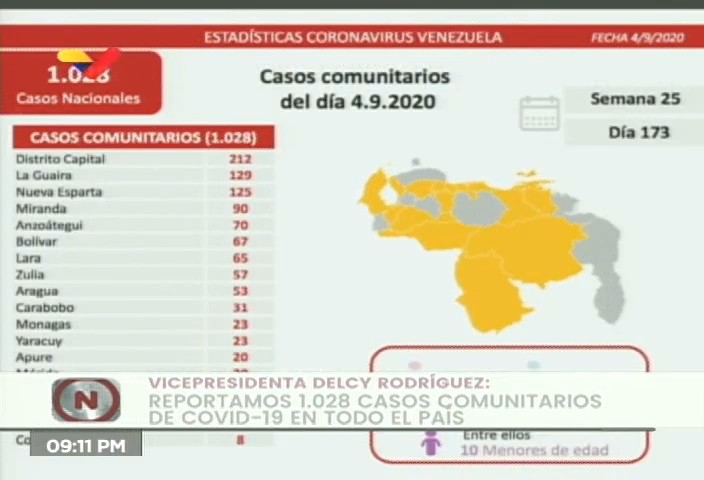 ESTADÍSTICAS CORONAVIRUS VENEZUELA
FECHA 4/9/2020
1.028
Casos Nacionales
Casos comunitarios
del día 4.9.2020
Semana 25
Día 173
CASOS COMUNITARIOS (1.028)
Distrito Capital 212
La Guaira 129
Nueva Esparta 125
Miranda 90
Anzoátegui 70
Bolívar 67
Lara 65
Zulia 57
Aragua 53
Carabobo 31
Monagas 23
Yaracuy 23
Apure 20
VICEPRESIDENTA DELCY RODRÍGUEZ:
N
REPORTAMOS 1.028 CASOS COMUNITARIOS
DE COVID-19 EN TODO EL PAÍS
8
09:11 PM
Entre ellos
10 Menores de edad